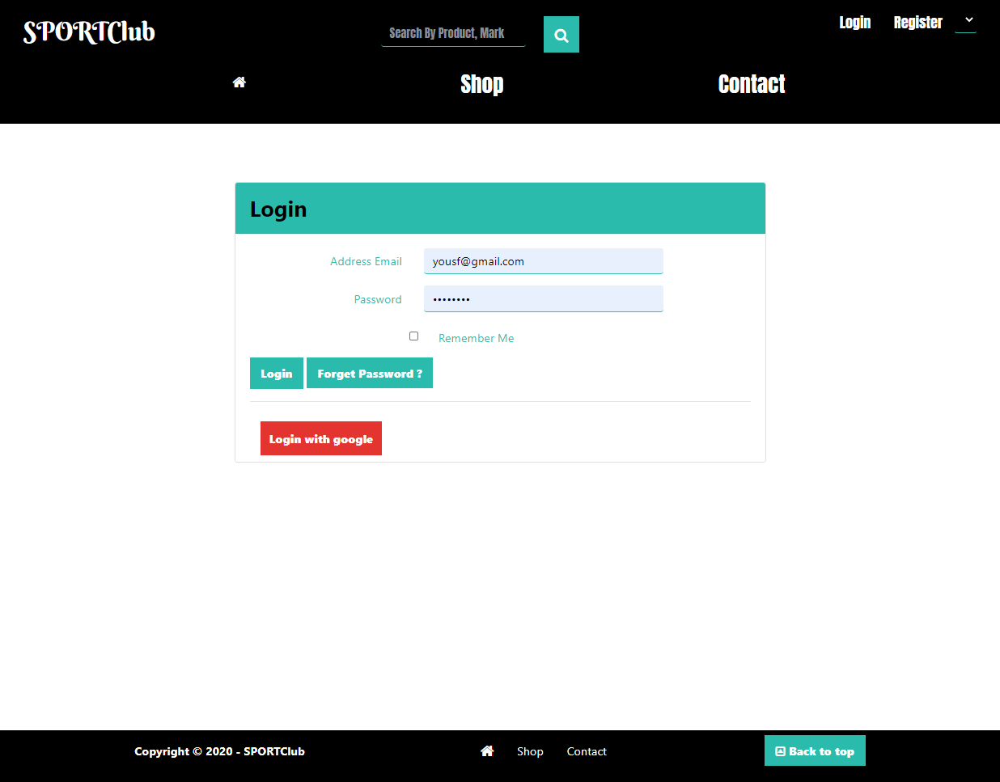 SPORTClub
Search By Product, Mark
Login
Register
Shop
Contact
Login
Address Email
yousf@gmail.com
Password
••••••••
Remember Me
Login
Forget Password ?
Login with google
Copyright © 2020 - SPORTClub
Shop
Contact
Back to top